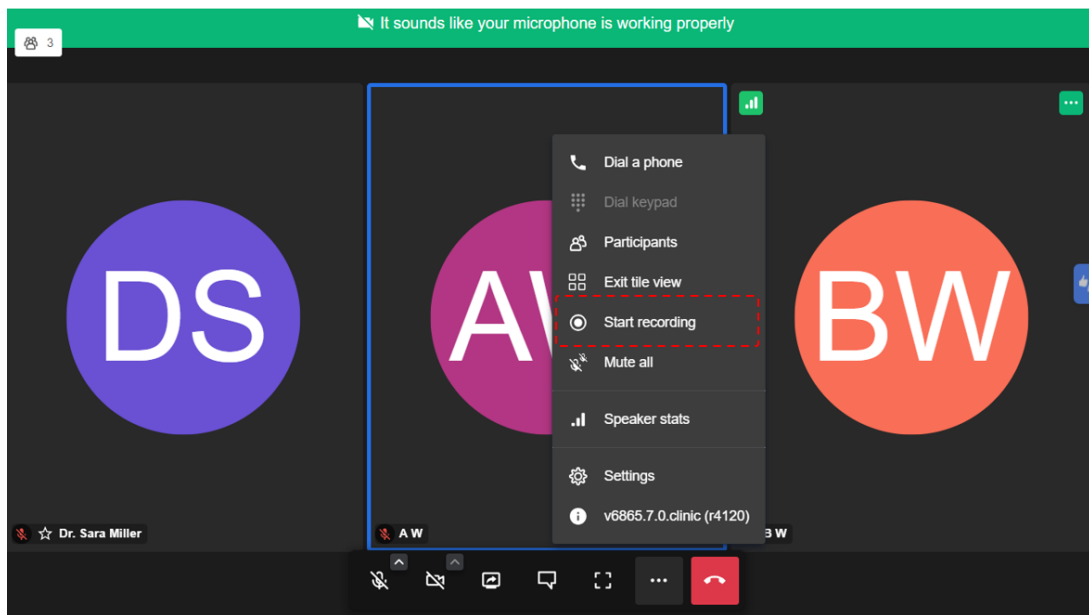 It sounds like your microphone is working properly
3
DS
AW
BW
Dial a phone
Dial keypad
Participants
Exit tile view
Start recording
Mute all
Speaker stats
Settings
v6865.7.0.clinic (r4120)
Dr. Sara Miller
A W
B W